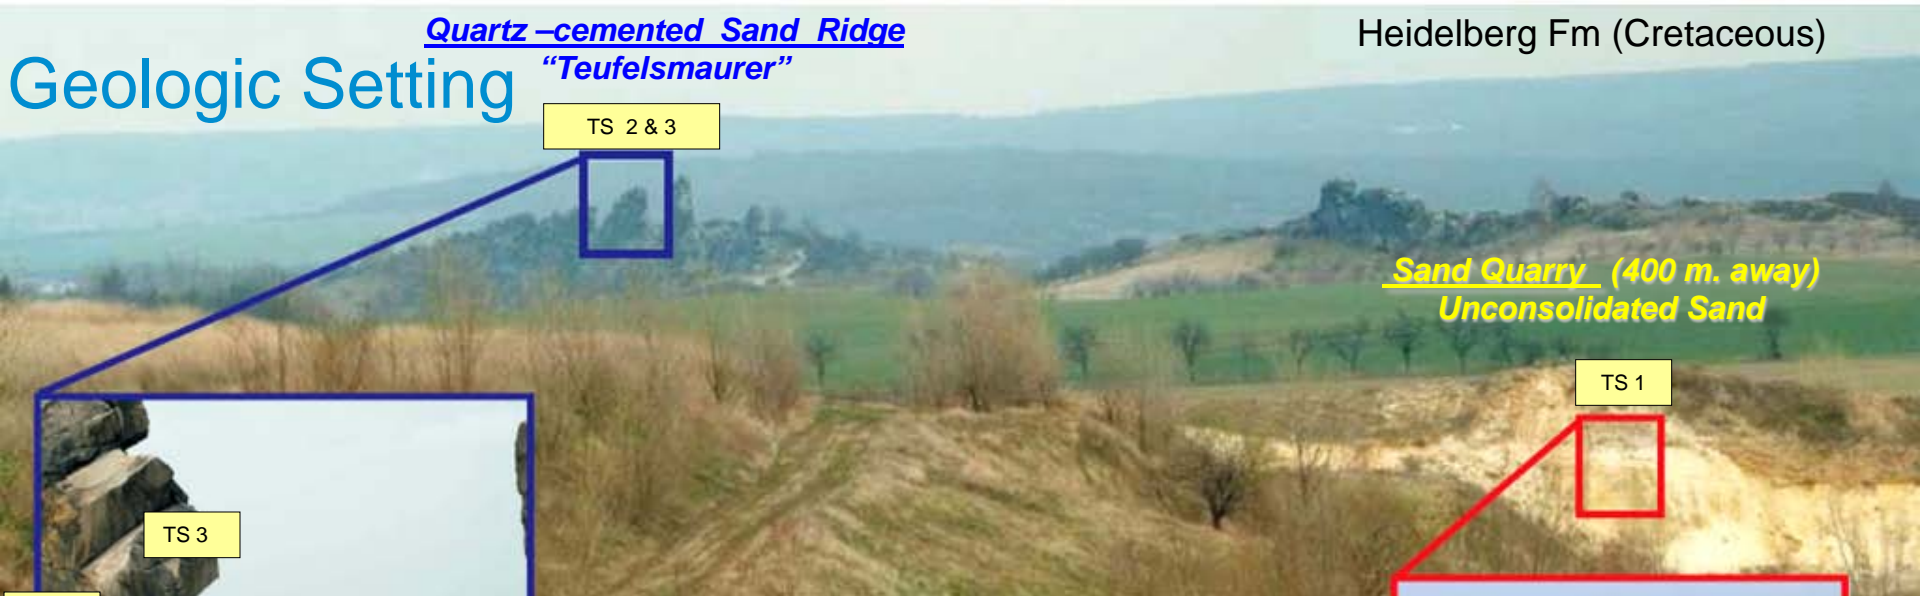 Quartz –cemented Sand Ridge
“Teufelsmaurer”
Heidelberg Fm (Cretaceous)
Geologic Setting
TS 2 & 3
Sand Quarry (400 m. away)
Unconsolidated Sand
TS 1
TS 3